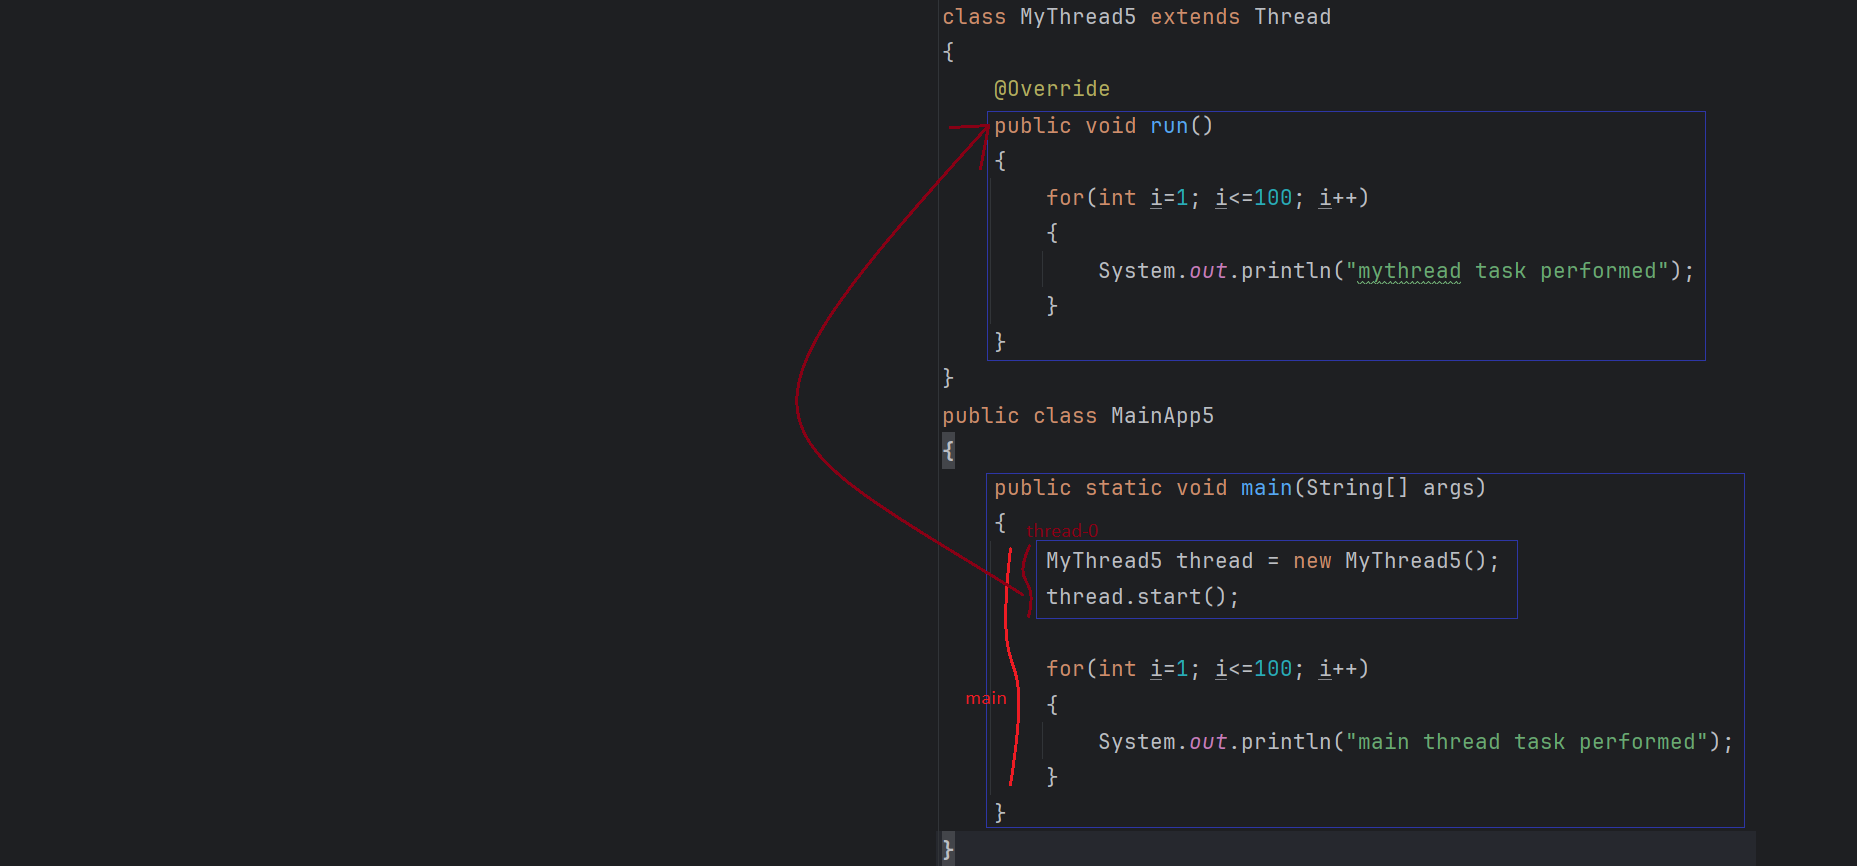 class MyThread5 extends Thread
{
@Override
public void run()
{
for(int i=1; i<=100; i++)
{
System.out.println("mythread task performed");
}
}
}
public class MainApp5
{
public static void main(String[] args)
{
thread-0
MyThread5 thread = new MyThread5();
thread.start();
for(int i=1; i<=100; i++)
main
{
System.out.println("main thread task performed");
}
}
}